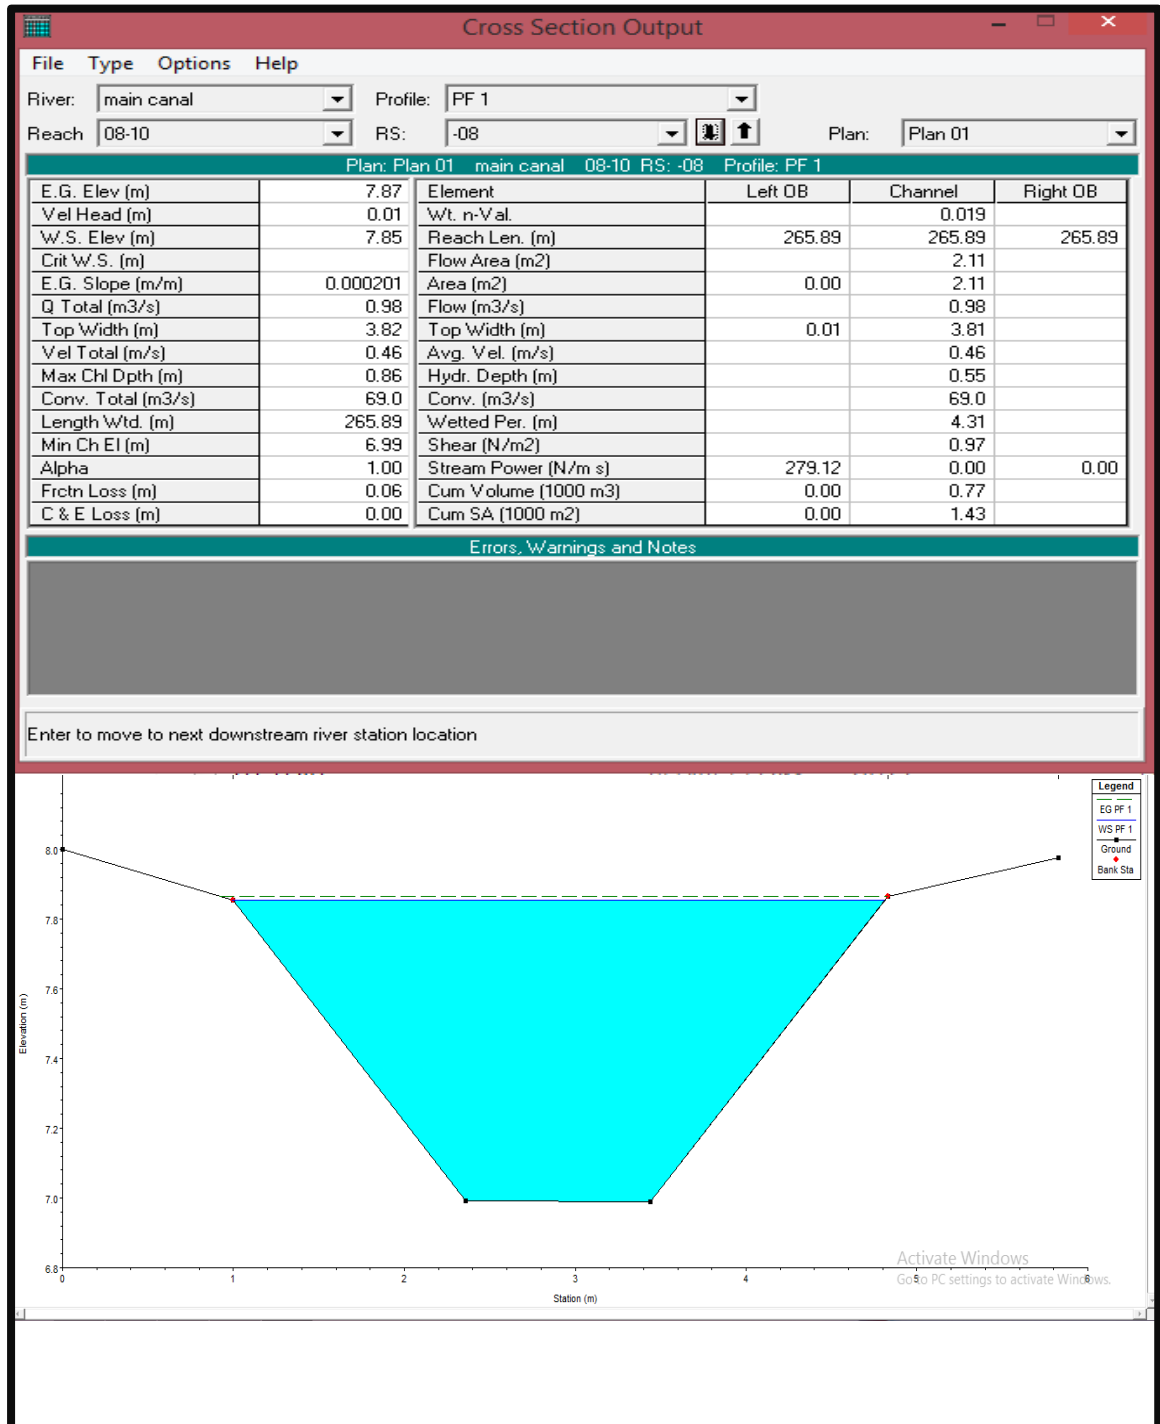 Cross Section Output
File Type Options Help
River: main canal Profile: PF 1
Reach 08-10 RS: -08 Plan: Plan 01
Plan: Plan 01 main canal 08-10 RS: -08 Profile: PF 1
E.G. Elev (m) 7.87 Element Left OB Channel Right OB
Vel Head (m) 0.01 Wt. n-Val. 0.019
W.S. Elev (m) 7.85 Reach Len. (m) 265.89 265.89 265.89
Crit W.S. (m) Flow Area (m2) 2.11
E.G. Slope (m/m) 0.000201 Area (m2) 0.00 2.11
Q Total (m3/s) 0.98 Flow (m3/s) 0.98
Top Width (m) 3.82 Top Width (m) 0.01 3.81
Vel Total (m/s) 0.46 Avg. Vel. (m/s) 0.46
Max Chl Dpth (m) 0.86 Hydr. Depth (m) 0.55
Conv. Total (m3/s) 69.0 Conv. (m3/s) 69.0
Length Wtd. (m) 265.89 Wetted Per. (m) 4.31
Min Ch El (m) 6.99 Shear (N/m2) 0.97
Alpha 1.00 Stream Power (N/m s) 279.12 0.00 0.00
Frctn Loss (m) 0.06 Cum Volume (1000 m3) 0.00 0.77
C & E Loss (m) 0.00 Cum SA (1000 m2) 0.00 1.43
Errors, Warnings and Notes
Enter to move to next downstream river station location
Legend
EG PF 1
WS PF 1
Ground
Bank Sta
8.0
7.8
7.6
7.4
7.2
7.0
6.8
Elevation (m)
0 1 2 3 4 5 6
Station (m)
Activate Windows
Go to PC settings to activate Windows.